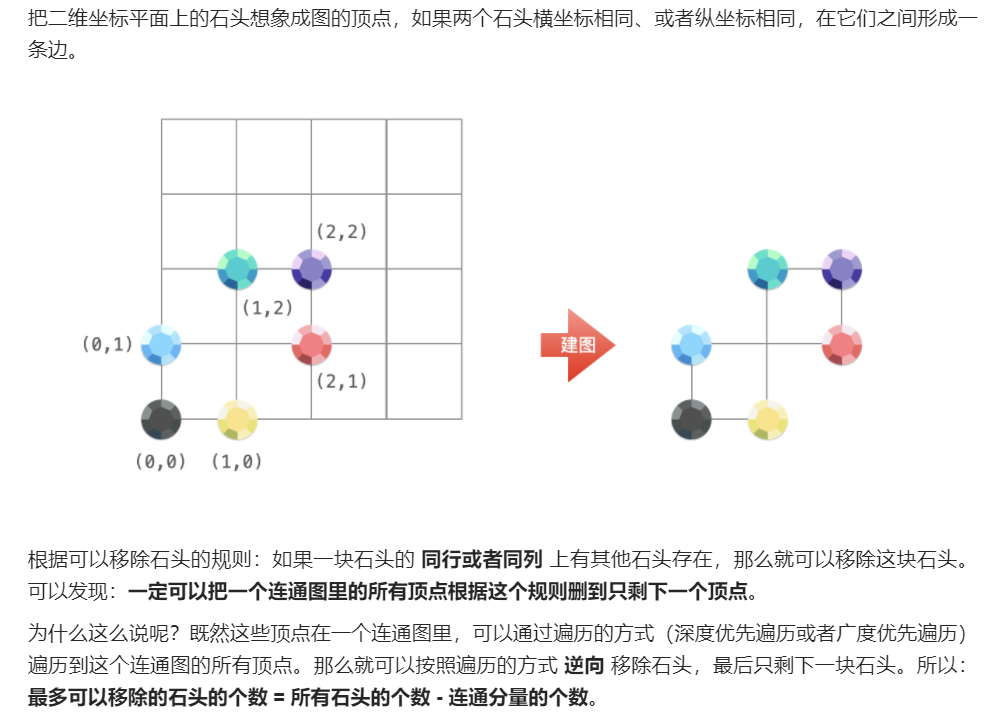 把二维坐标平面上的石头想象成图的顶点，如果两个石头横坐标相同、或者纵坐标相同，在它们之间形成一
条边。
(2,2)
(1,2)
(0,1)
建图
(2,1)
(0,0) (1,0)
根据可以移除石头的规则：如果一块石头的 同行或者同列 上有其他石头存在，那么就可以移除这块石头。
可以发现：一定可以把一个连通图里的所有顶点根据这个规则删到只剩下一个顶点。
为什么这么说呢？既然这些顶点在一个连通图里，可以通过遍历的方式（深度优先遍历或者广度优先遍历）
遍历到这个连通图的所有顶点。那么就可以按照遍历的方式 逆向 移除石头，最后只剩下一块石头。所以：
最多可以移除的石头的个数 = 所有石头的个数 - 连通分量的个数。